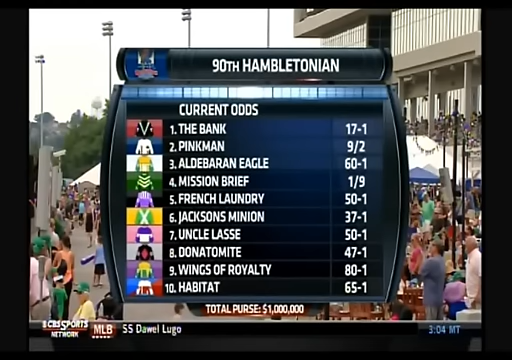 90TH HAMBLETONIAN
CURRENT ODDS
1. THE BANK 17-1
2. PINKMAN 9/2
3. ALDEBARAN EAGLE 60-1
4. MISSION BRIEF 1/9
5. FRENCH LAUNDRY 50-1
6. JACKSONS MINION 37-1
7. UNCLE LASSE 50-1
8. DONATOMITE 47-1
9. WINGS OF ROYALTY 80-1
10. HABITAT 65-1
TOTAL PURSE: $1,000,000
CBS SPORTS
NETWORK
MLB
SS Dawel Lugo
3:04 MT